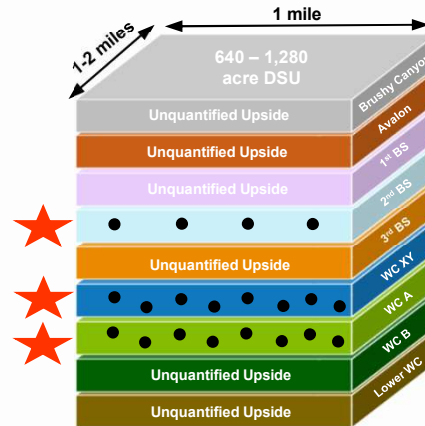 1 mile
1-2 miles
640 – 1,280
acre DSU
Brushy Canyon
Unquantified Upside
Avalon
Unquantified Upside
1st BS
Unquantified Upside
2nd BS
3rd BS
Unquantified Upside
WC XY
WC A
WC B
Unquantified Upside
Lower WC
Unquantified Upside